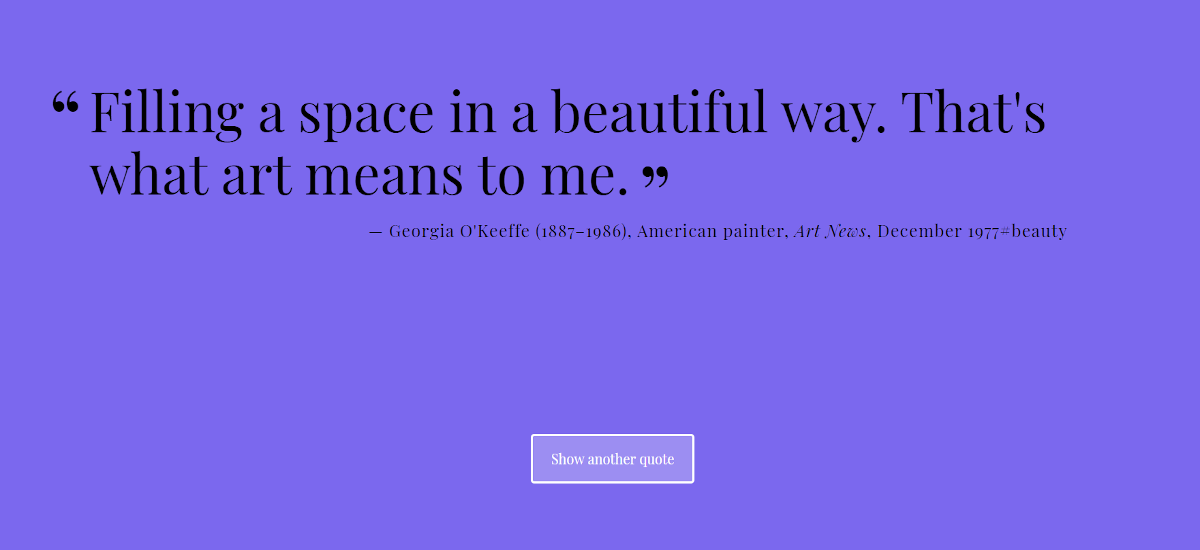 “ Filling a space in a beautiful way. That's
what art means to me. ”
— Georgia O'Keeffe (1887–1986), American painter, Art News, December 1977#beauty
Show another quote